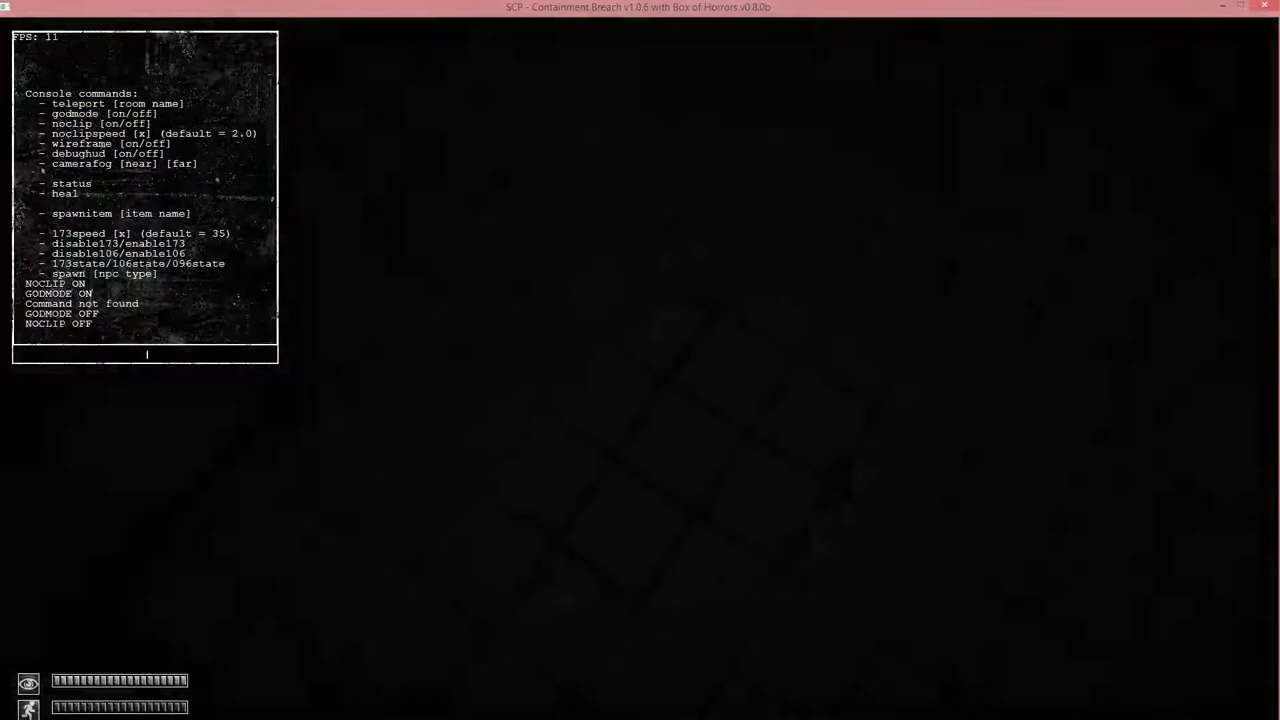 SCP - Containment Breach v1.0.6 with Box of Horrors v0.8.0b
FPS: 11
Console commands:
- teleport [room name]
- godmode [on/off]
- noclip [on/off]
- noclipspeed [x] (default = 2.0)
- wireframe [on/off]
- debughud [on/off]
- camerafog [near] [far]
- status
- heal
- spawnitem [item name]
- 173speed [x] (default = 35)
- disable173/enable173
- disable106/enable106
- 173state/106state/096state
- spawn [npc type]
NOCLIP ON
GODMODE ON
Command not found
GODMODE OFF
NOCLIP OFF